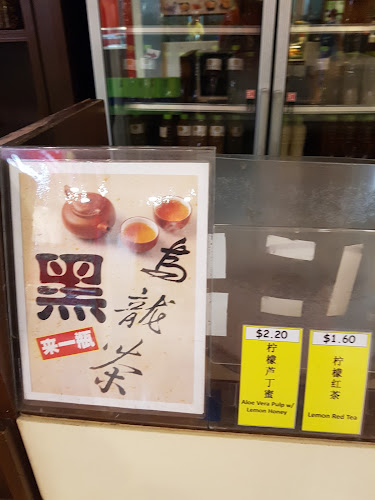 黑
烏龍茶
来一瓶
$2.20
柠檬芦丁蜜
Aloe Vera Pulp w/
Lemon Honey
$1.60
柠檬红茶
Lemon Red Tea